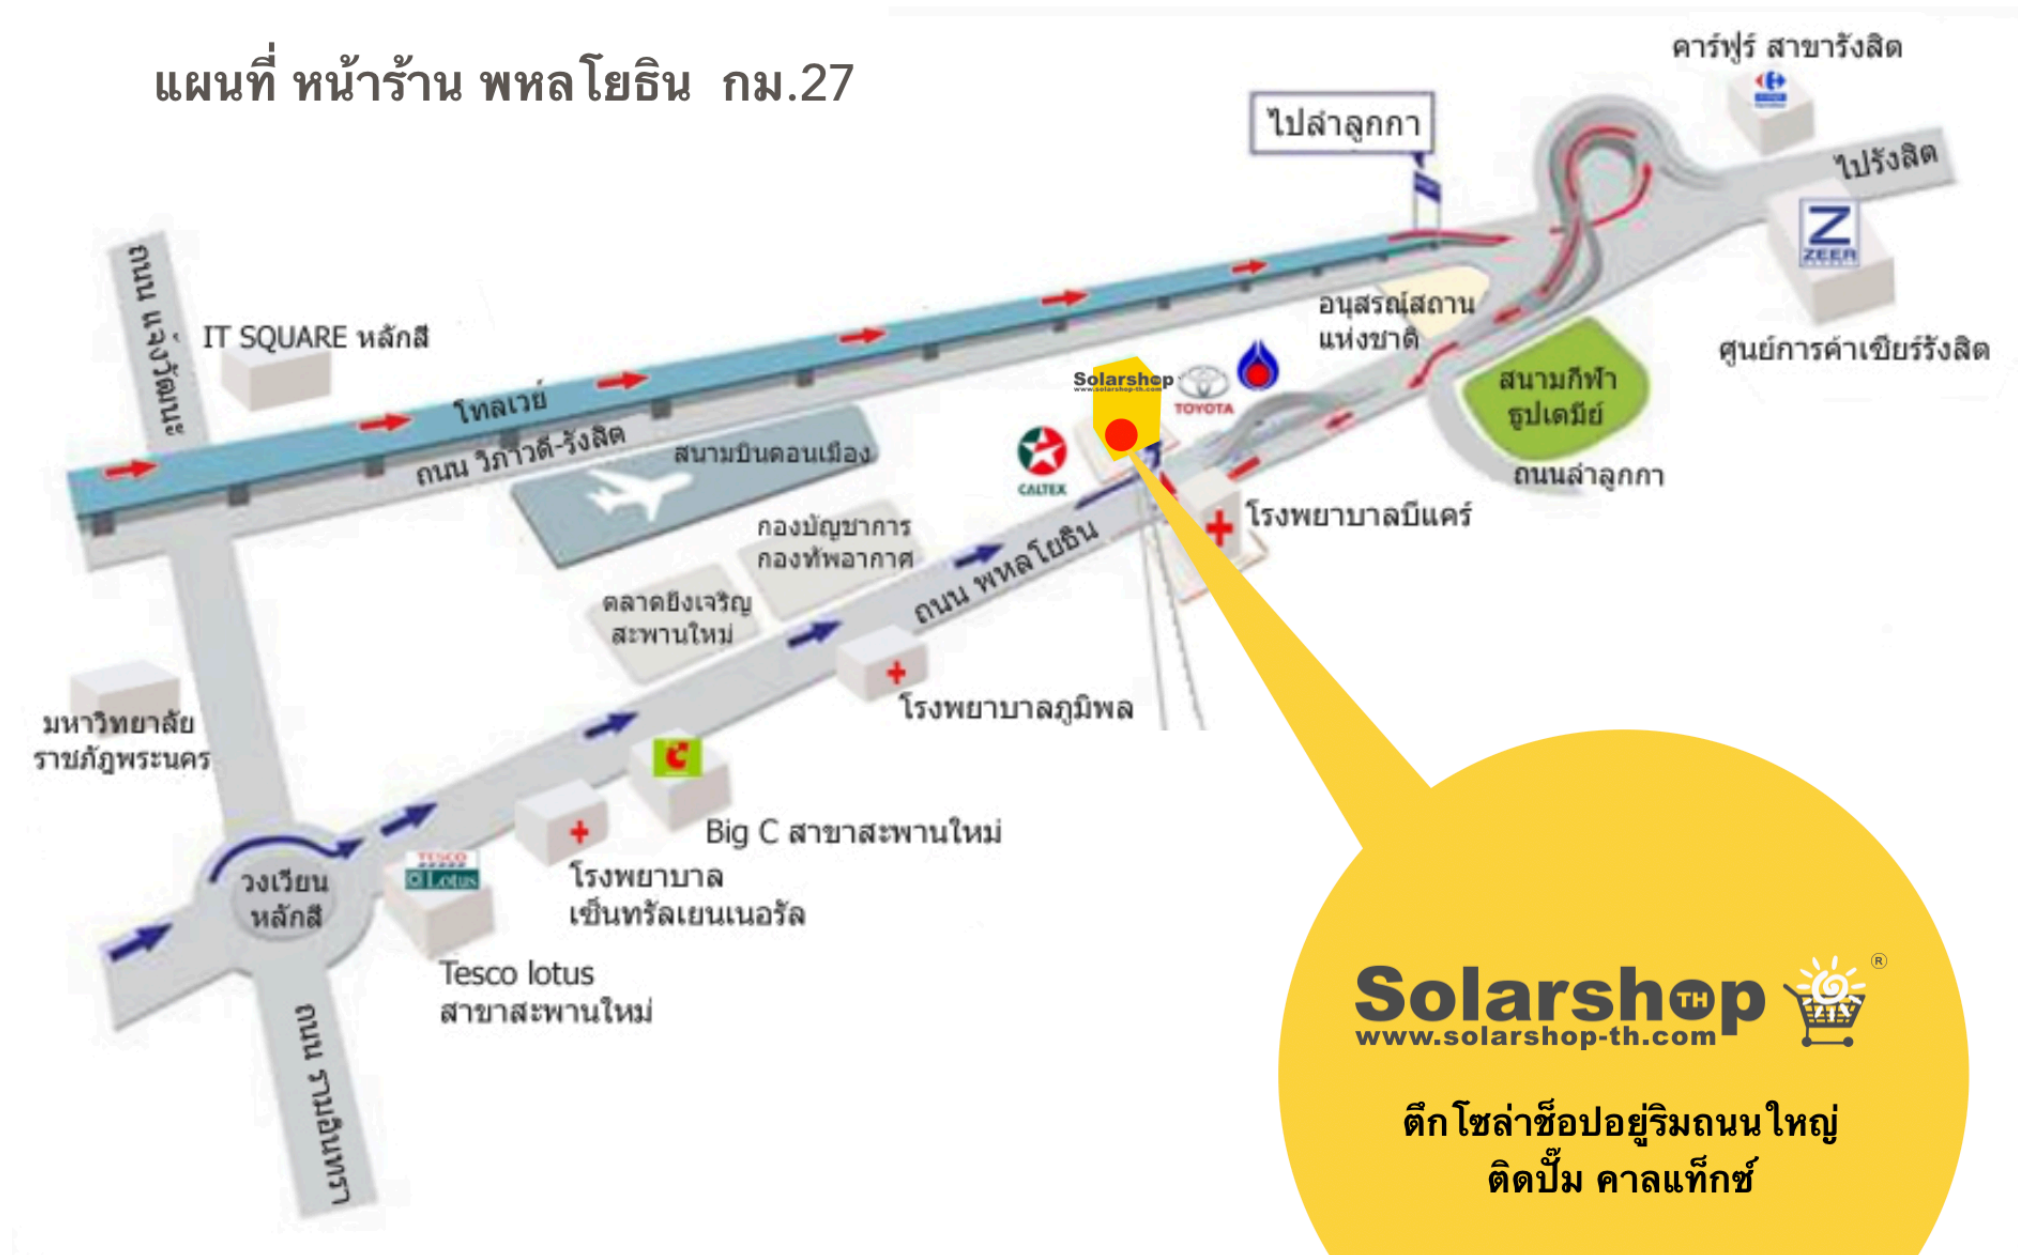 แผนที่ หน้าร้าน พหลโยธิน กม.27
คาร์ฟูร์ สาขารังสิต
ไปลำลูกกา
ไปรังสิต
Z
ZEER
ศูนย์การค้าเซียร์รังสิต
ถนน แจ้งวัฒนะ
IT SQUARE หลักสี่
อนุสรณ์สถาน
แห่งชาติ
Solarshop
www.solarshop-th.com
TOYOTA
สนามกีฬา
ธูปเตมีย์
ถนนลำลูกกา
โทลเวย์
ถนน วิภาวดี-รังสิต
สนามบินดอนเมือง
CALTEX
โรงพยาบาลบีแคร์
กองบัญชาการ
กองทัพอากาศ
ถนน พหลโยธิน
ตลาดยิ่งเจริญ
สะพานใหม่
โรงพยาบาลภูมิพล
มหาวิทยาลัย
ราชภัฎพระนคร
Big C สาขาสะพานใหม่
โรงพยาบาล
เซ็นทรัลเยนเนอรัล
วงเวียน
หลักสี่
TESCO
Lotus
Tesco lotus
สาขาสะพานใหม่
ถนน รามอินทรา
Solarshop TH ®
www.solarshop-th.com
ตึกโซล่าช็อปอยู่ริมถนนใหญ่
ติดปั๊ม คาลแท็กซ์